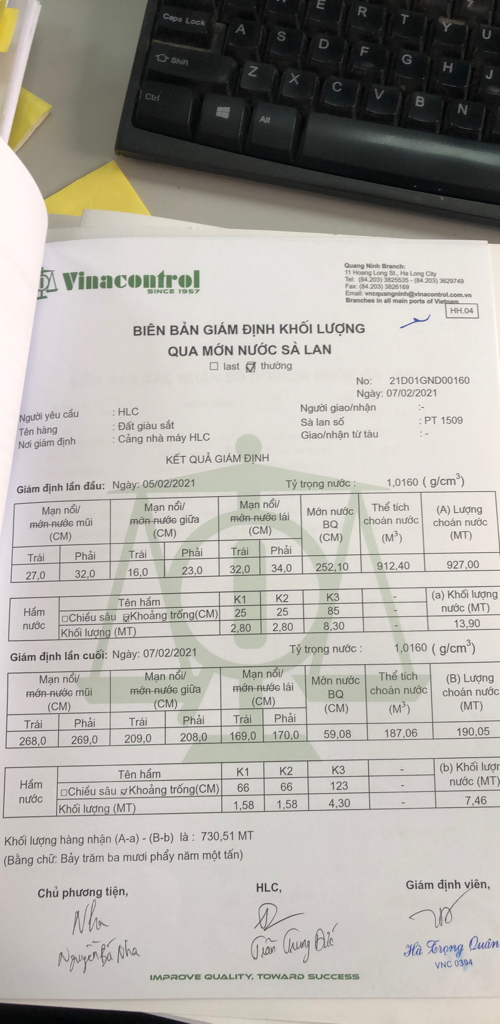 Caps Lock
E
R
T
Y
U
A
S
D
F
G
H
J
Shift
Z
X
C
V
B
N
Ctrl
Alt
Vinacontrol
SINCE 1957
Quang Ninh Branch:
11 Hoang Long St., Ha Long City
Tel: (84.203) 3825535 - (84.203) 3629749
Fax: (84.203) 3826169
Email: vncquangninh@vinacontrol.com.vn
Branches in all main ports of Vietnam
HH.04
BIÊN BẢN GIÁM ĐỊNH KHỐI LƯỢNG
QUA MỚN NƯỚC SÀ LAN
☐ last ☑ thường
No: 21D01GND00160
Ngày: 07/02/2021
Người yêu cầu : HLC Người giao/nhận :-
Tên hàng : Đất giàu sắt Sà lan số : PT 1509
Nơi giám định : Cảng nhà máy HLC Giao/nhận từ tàu : -
KẾT QUẢ GIÁM ĐỊNH
Giám định lần đầu: Ngày: 05/02/2021 Tỷ trọng nước : 1,0160 ( g/cm³)
Mạn nổi/ Mạn nổi/ Mạn nổi/ Mớn nước Thể tích (A) Lượng
mớn nước mũi mớn nước giữa mớn nước lái BQ choán nước choán nước
(CM) (CM) (CM) (CM) (M³) (MT)
Trái Phải Trái Phải Trái Phải
27,0 32,0 16,0 23,0 32,0 34,0 252,10 912,40 927,00
Hầm nước Tên hầm K1 K2 K3 - (a) Khối lượng
☐Chiều sâu ☑Khoảng trống(CM) 25 25 85 - nước (MT)
Khối lượng (MT) 2,80 2,80 8,30 - 13,90
Giám định lần cuối: Ngày: 07/02/2021 Tỷ trọng nước : 1,0160 ( g/cm³)
Mạn nổi/ Mạn nổi/ Mạn nổi/ Mớn nước Thể tích (B) Lượng
mớn nước mũi mớn nước giữa mớn nước lái BQ choán nước choán nước
(CM) (CM) (CM) (CM) (M³) (MT)
Trái Phải Trái Phải Trái Phải
268,0 269,0 209,0 208,0 169,0 170,0 59,08 187,06 190,05
Hầm nước Tên hầm K1 K2 K3 - (b) Khối lượn
☐Chiều sâu ☑Khoảng trống(CM) 66 66 123 - nước (MT)
Khối lượng (MT) 1,58 1,58 4,30 - 7,46
Khối lượng hàng nhận (A-a) - (B-b) là : 730,51 MT
(Bằng chữ: Bảy trăm ba mươi phẩy năm một tấn)
Chủ phương tiện, HLC, Giám định viên,
Nha
Nguyễn Bá Nha Trần Trung Đức Hà Trọng Quân
VNC 0394
IMPROVE QUALITY, TOWARD SUCCESS